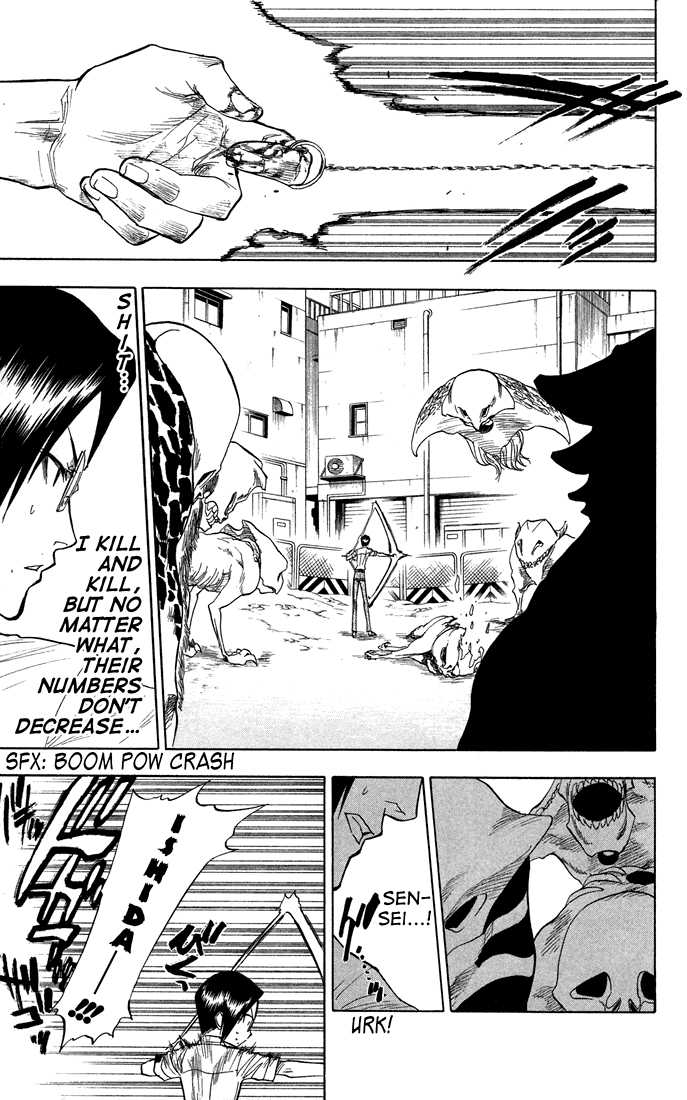 SHIT...
I KILL
AND
KILL,
BUT NO
MATTER
WHAT,
THEIR
NUMBERS
DON'T
DECREASE...
SFX: BOOM POW CRASH
SEN-
SEI...!
URK!
ISHIDA—!!!